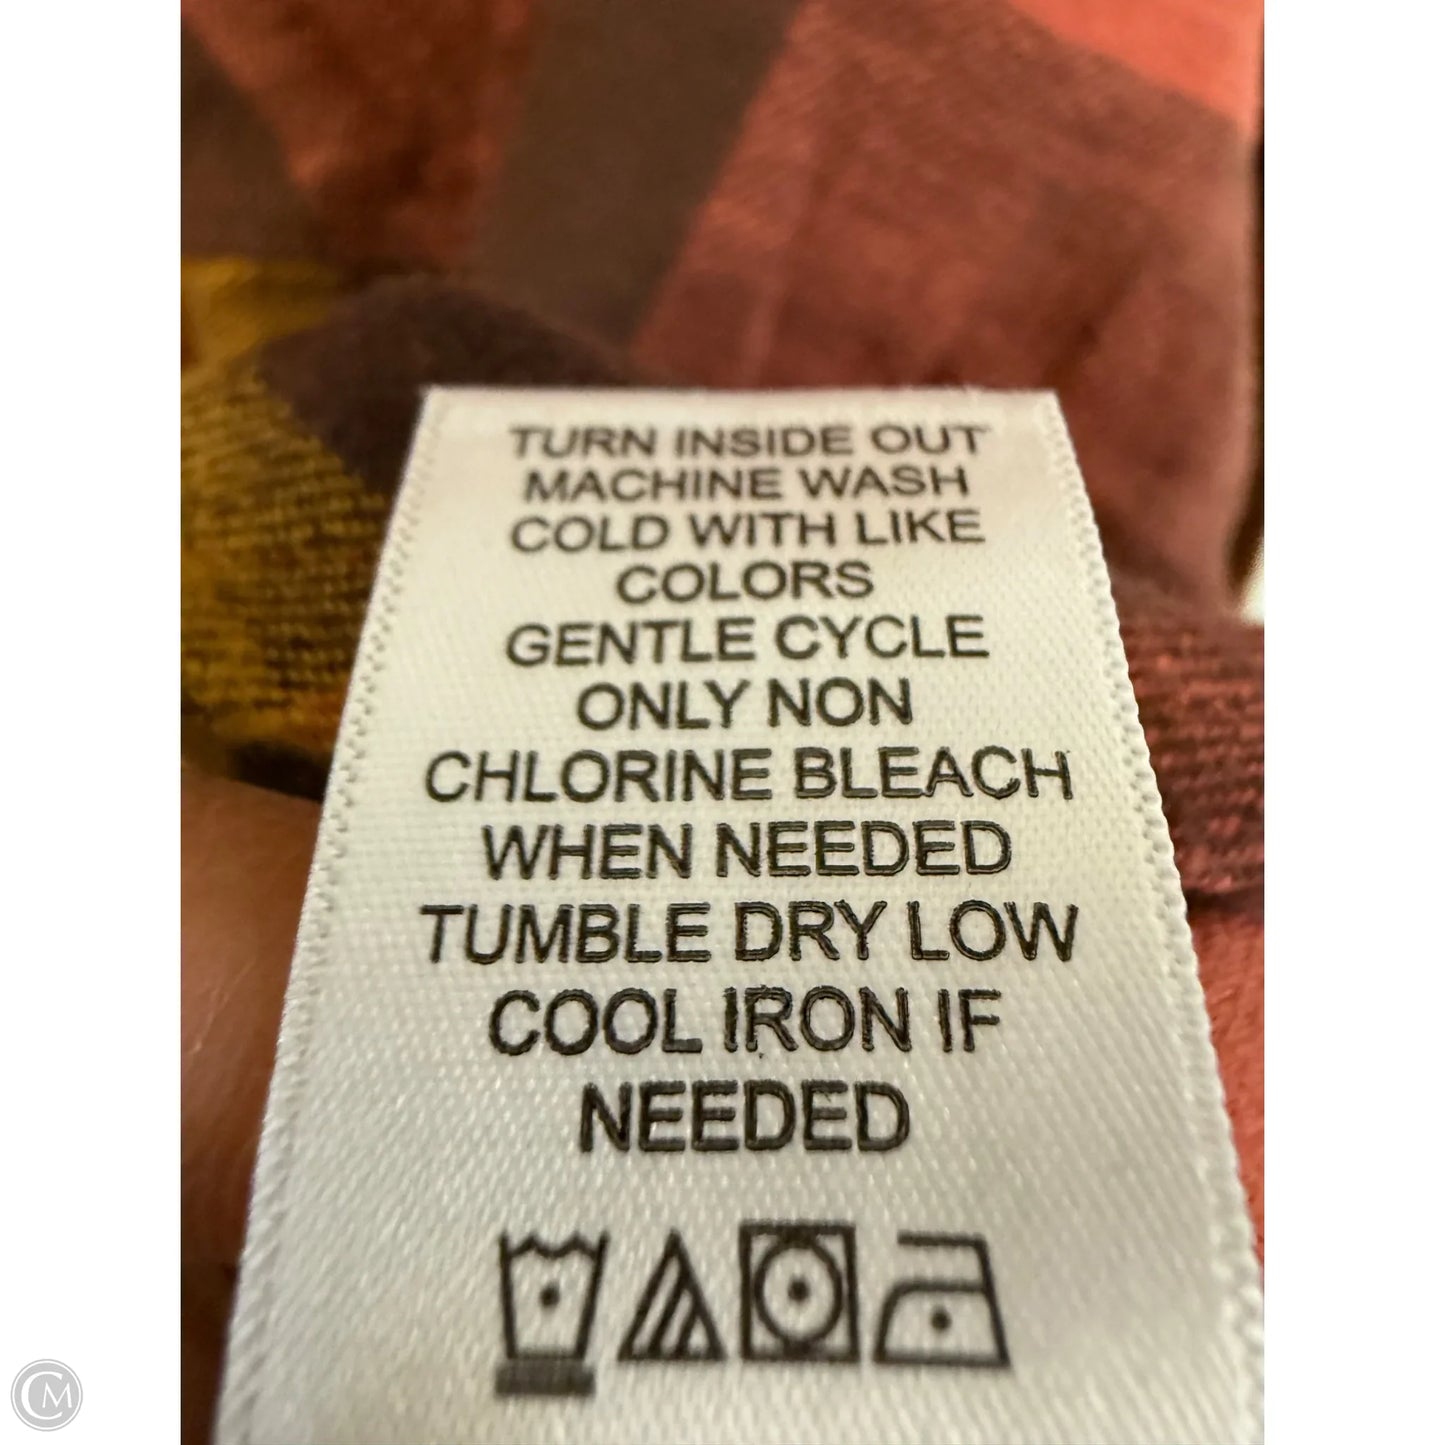 TURN INSIDE OUT
MACHINE WASH
COLD WITH LIKE
COLORS
GENTLE CYCLE
ONLY NON
CHLORINE BLEACH
WHEN NEEDED
TUMBLE DRY LOW
COOL IRON IF
NEEDED
CM